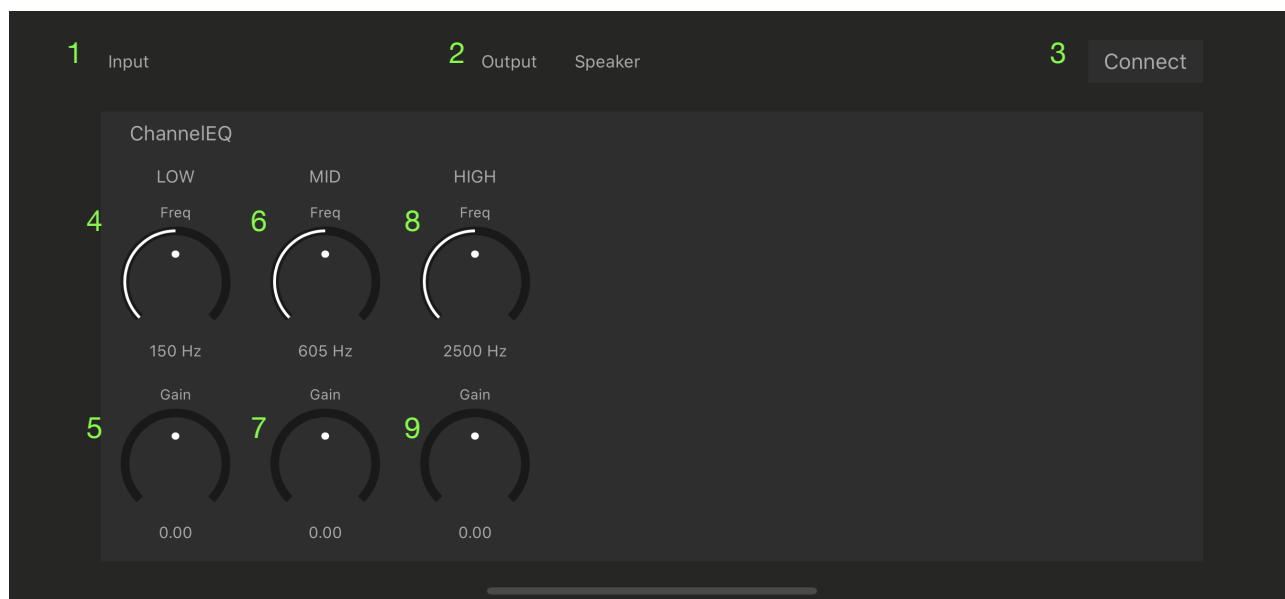 1 Input 2 Output Speaker 3 Connect
ChannelEQ
LOW MID HIGH
4 Freq 6 Freq 8 Freq
150 Hz 605 Hz 2500 Hz
Gain Gain Gain
5 7 9
0.00 0.00 0.00